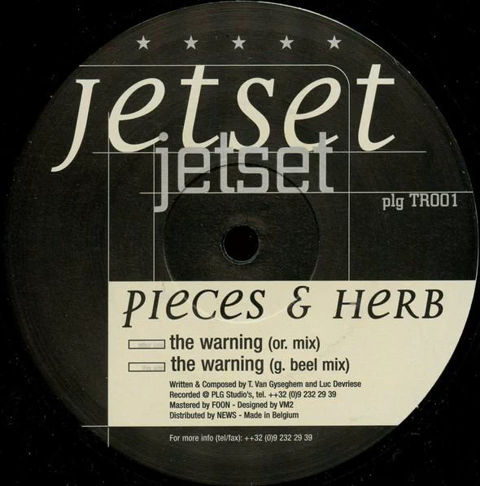 Jetset
jetset
plg TR001
PIECES & HERB
the warning (or. mix)
this side the warning (g. beel mix)
Written & Composed by T. Van Gyseghem and Luc Devriese
Recorded @ PLG Studio's, tel. ++32 (0)9 232 29 39
Mastered by FOON - Designed by VM2
Distributed by NEWS - Made in Belgium
For more info (tel/fax): ++32 (0)9 232 29 39